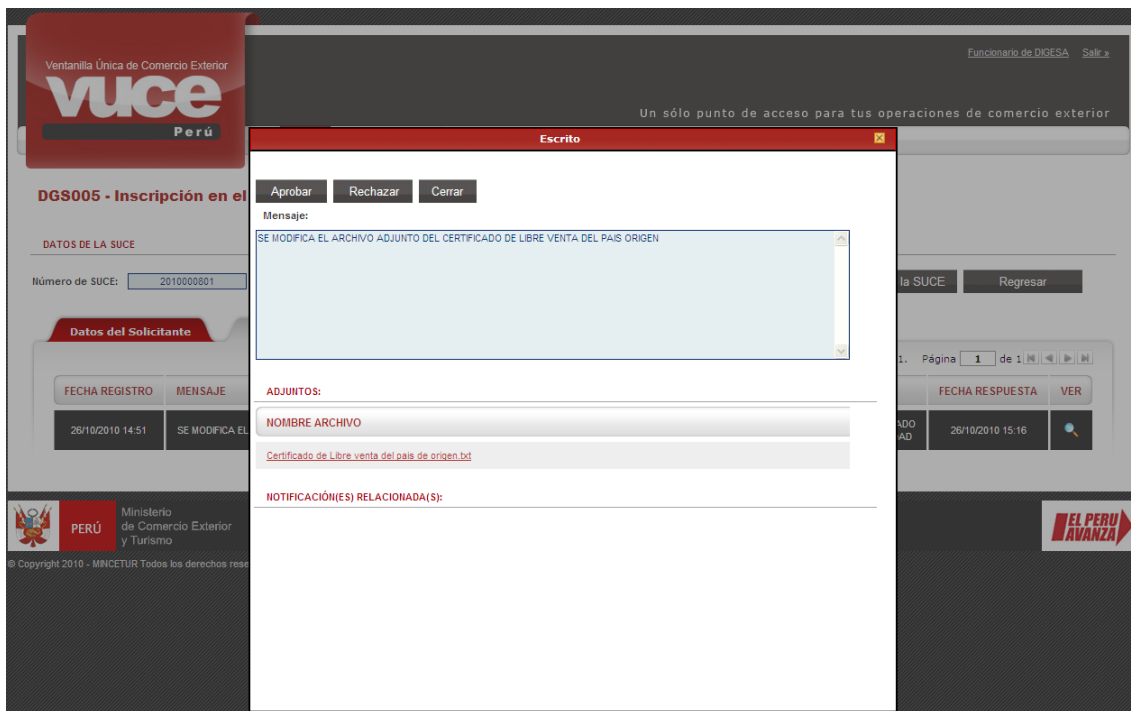 Funcionario de DIGESA Salir »
Ventanilla Única de Comercio Exterior
vuce
Perú
Un sólo punto de acceso para tus operaciones de comercio exterior
Escrito
DGS005 - Inscripción en el
Aprobar Rechazar Cerrar
Mensaje:
SE MODIFICA EL ARCHIVO ADJUNTO DEL CERTIFICADO DE LIBRE VENTA DEL PAIS ORIGEN
DATOS DE LA SUCE
Número de SUCE: 2010000801
la SUCE Regresar
Datos del Solicitante
1. Página 1 de 1
FECHA REGISTRO MENSAJE
FECHA RESPUESTA VER
26/10/2010 14:51 SE MODIFICA EL
ADO
AD
26/10/2010 15:16
ADJUNTOS:
NOMBRE ARCHIVO
Certificado de Libre venta del pais de origen.txt
NOTIFICACIÓN(ES) RELACIONADA(S):
PERÚ
Ministerio
de Comercio Exterior
y Turismo
EL PERU
AVANZA
© Copyright 2010 - MINCETUR Todos los derechos rese